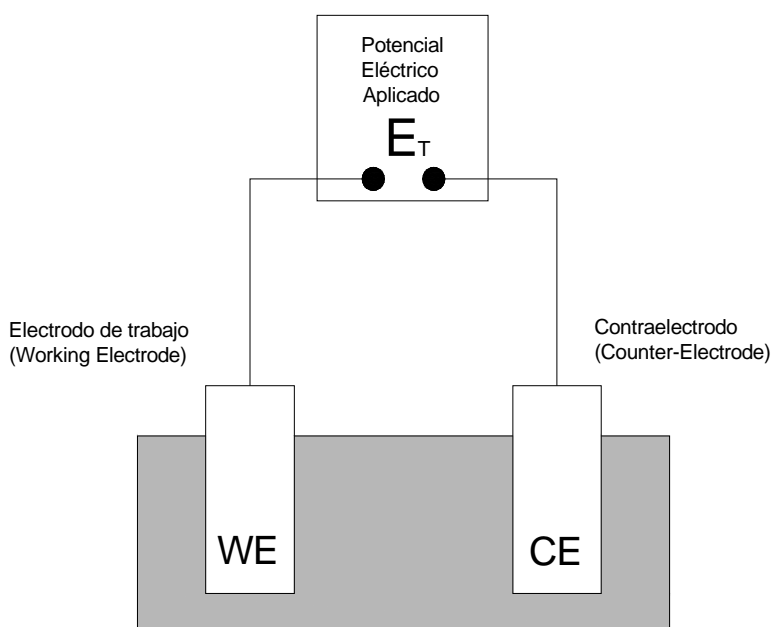 Potencial
Eléctrico
Aplicado
ET
Electrodo de trabajo
(Working Electrode)
Contraelectrodo
(Counter-Electrode)
WE
CE